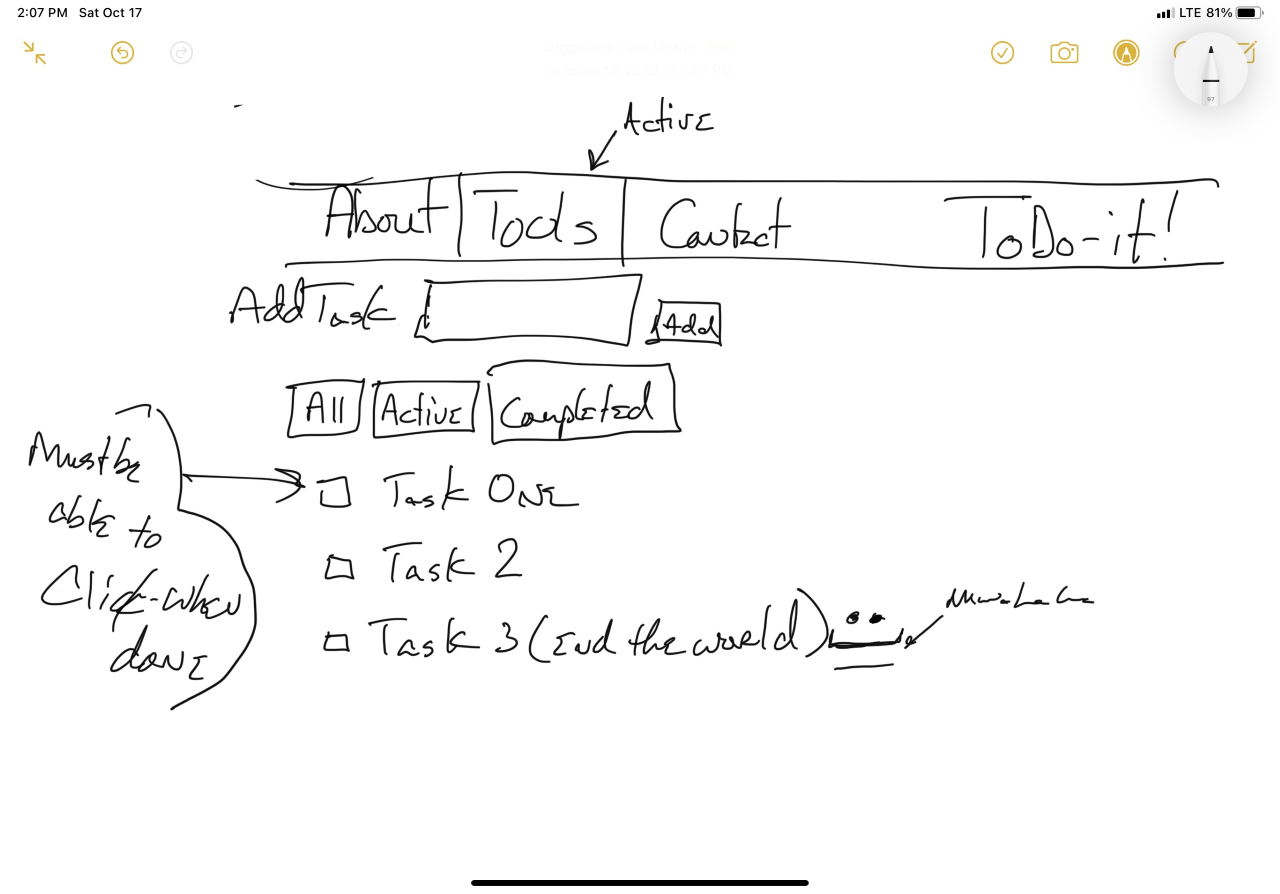 2:07 PM Sat Oct 17
LTE 81%
97
Active
About Tools Contact ToDo-it!
Add Task Add
All Active Completed
Must be
able to
Click-when
done
Task One
Task 2
Task 3 (End the world)